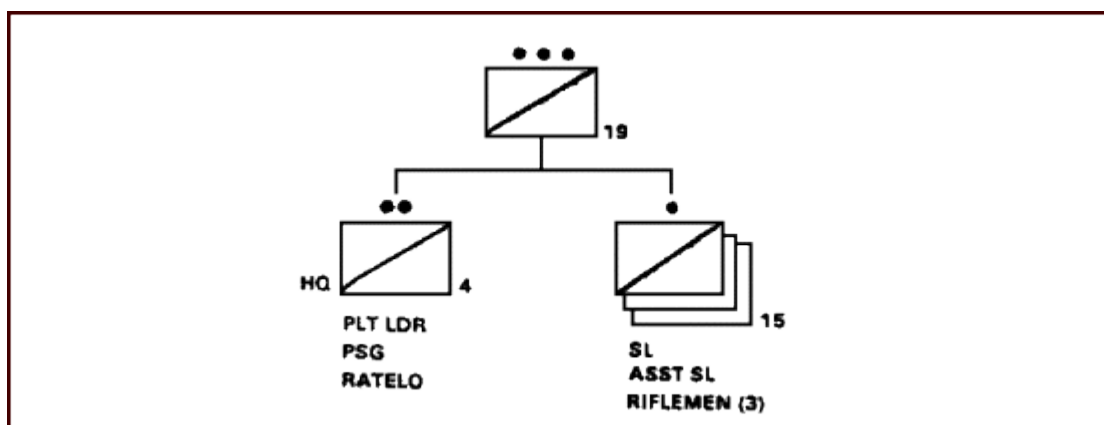 19
HQ
4
PLT LDR
PSG
RATELO
15
SL
ASST SL
RIFLEMEN (3)